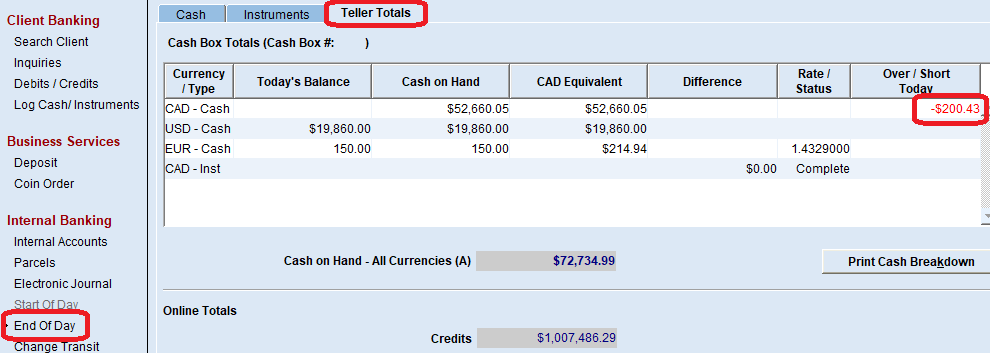 Client Banking
Search Client
Inquiries
Debits / Credits
Log Cash/ Instruments
Business Services
Deposit
Coin Order
Internal Banking
Internal Accounts
Parcels
Electronic Journal
Start Of Day
End Of Day
Change Transit
Cash Instruments Teller Totals
Cash Box Totals (Cash Box #: )
Currency / Type Today's Balance Cash on Hand CAD Equivalent Difference Rate / Status Over / Short Today
CAD - Cash $52,660.05 $52,660.05 -$200.43
USD - Cash $19,860.00 $19,860.00 $19,860.00
EUR - Cash 150.00 150.00 $214.94 1.4329000
CAD - Inst $0.00 Complete
Cash on Hand - All Currencies (A) $72,734.99
Print Cash Breakdown
Online Totals
Credits $1,007,486.29